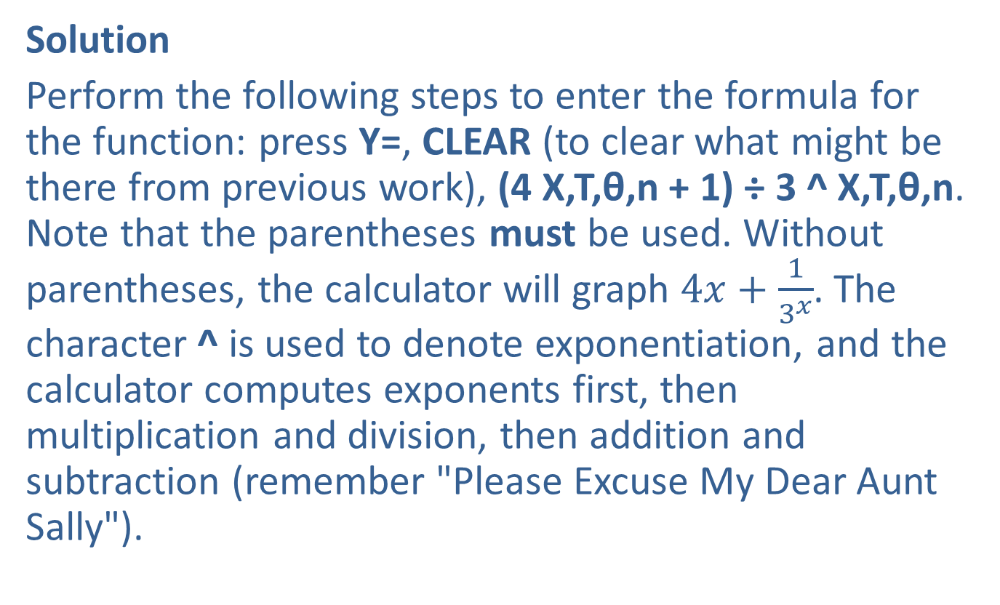 Solution
Perform the following steps to enter the formula for
the function: press Y=, CLEAR (to clear what might be
there from previous work), (4 X,T,θ,n + 1) ÷ 3 ^ X,T,θ,n.
Note that the parentheses must be used. Without
parentheses, the calculator will graph 4𝑥 + 1/3^𝑥. The
character ^ is used to denote exponentiation, and the
calculator computes exponents first, then
multiplication and division, then addition and
subtraction (remember "Please Excuse My Dear Aunt
Sally").